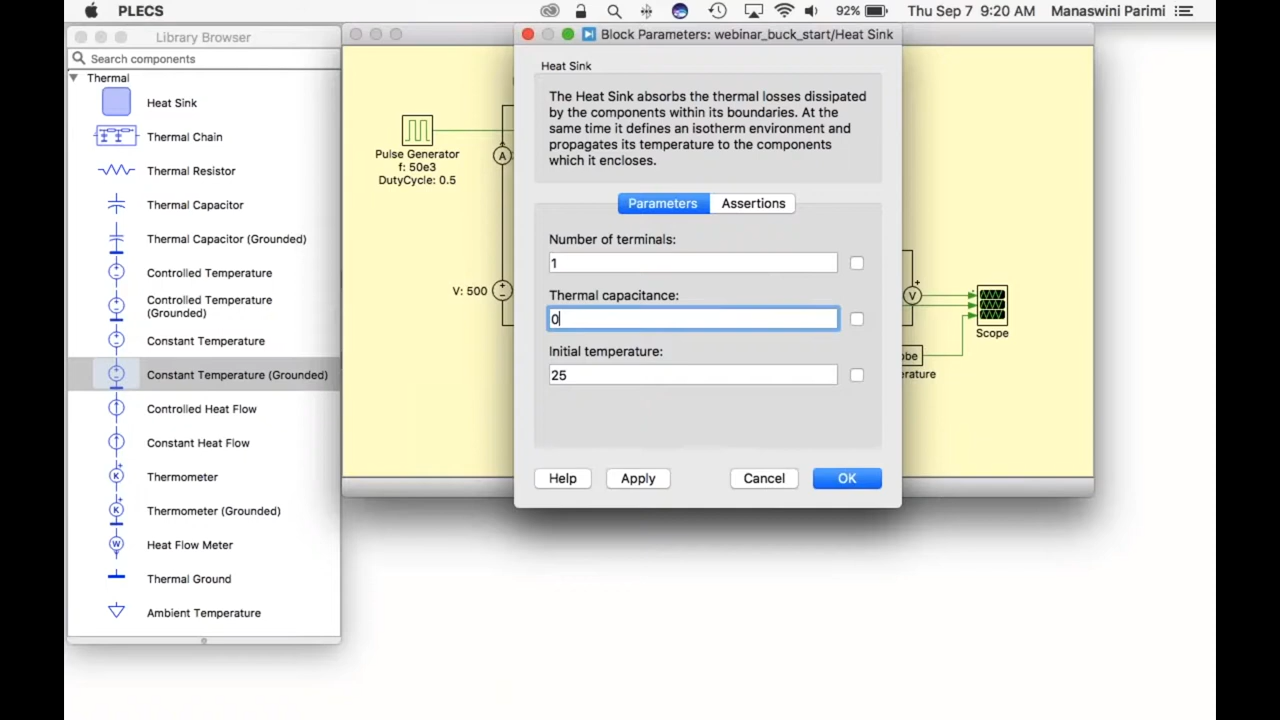 PLECS
92%
Thu Sep 7 9:20 AM
Manaswini Parimi
Library Browser
Search components
Thermal
Heat Sink
Thermal Chain
Thermal Resistor
Thermal Capacitor
Thermal Capacitor (Grounded)
Controlled Temperature
Controlled Temperature
(Grounded)
Constant Temperature
Constant Temperature (Grounded)
Controlled Heat Flow
Constant Heat Flow
Thermometer
Thermometer (Grounded)
Heat Flow Meter
Thermal Ground
Ambient Temperature
Pulse Generator
f: 50e3
DutyCycle: 0.5
A
V: 500
Block Parameters: webinar_buck_start/Heat Sink
Heat Sink
The Heat Sink absorbs the thermal losses dissipated
by the components within its boundaries. At the
same time it defines an isotherm environment and
propagates its temperature to the components
which it encloses.
Parameters
Assertions
Number of terminals:
1
Thermal capacitance:
0
Initial temperature:
25
Help
Apply
Cancel
OK
V
Scope
obe
erature
K
K
W